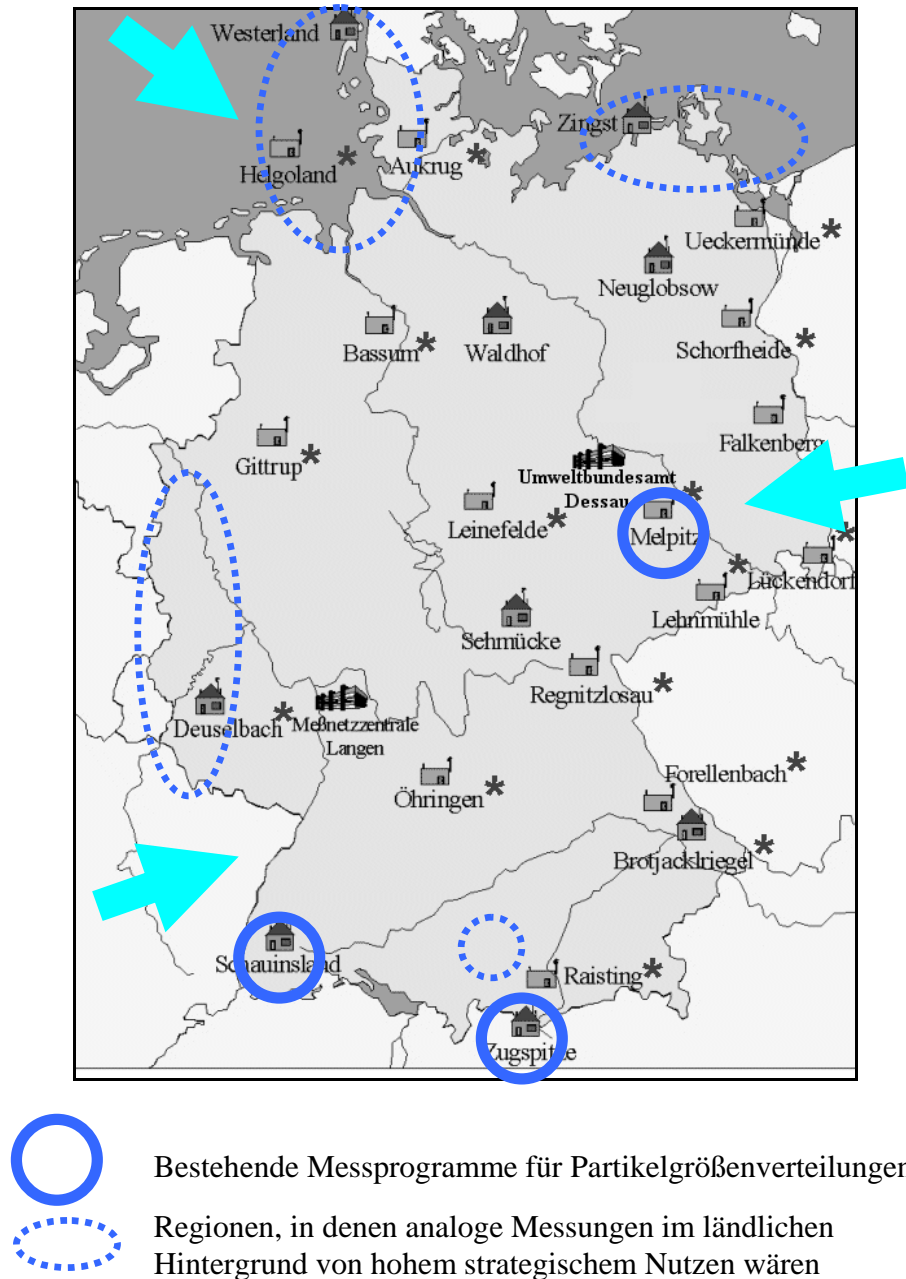 Westerland
Zingst
Helgoland *
Aukrug *
Ueckermünde *
Neuglobsow
Bassum *
Waldhof
Schorfheide *
Falkenberg
Gittrup *
Umweltbundesamt
Dessau
Leinefelde *
Melpitz *
Lückendorf *
Lehnmühle *
Schmücke
Regnitzlosau *
Deuselbach *
Meßnetzzentrale
Langen
Forellenbach *
Öhringen *
Brotjacklriegel *
Schauinsland
Raisting *
Zugspitze
Bestehende Messprogramme für Partikelgrößenverteilungen
Regionen, in denen analoge Messungen im ländlichen
Hintergrund von hohem strategischem Nutzen wären